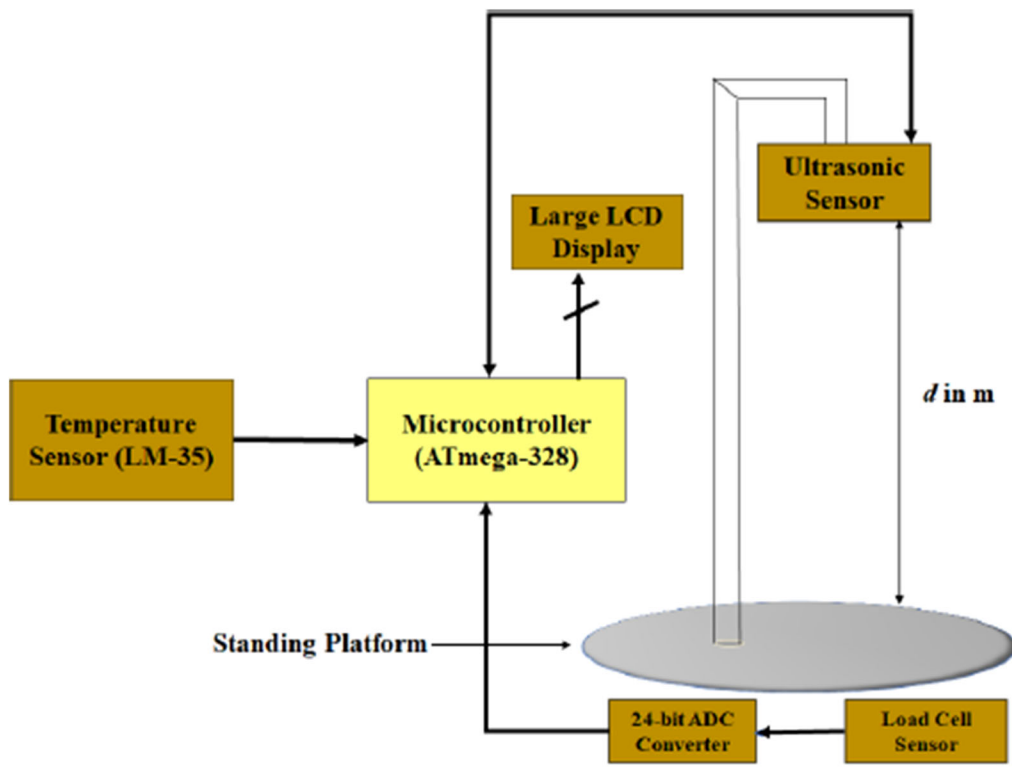 Ultrasonic
Sensor
Large LCD
Display
d in m
Temperature
Sensor (LM-35)
Microcontroller
(ATmega-328)
Standing Platform
24-bit ADC
Converter
Load Cell
Sensor